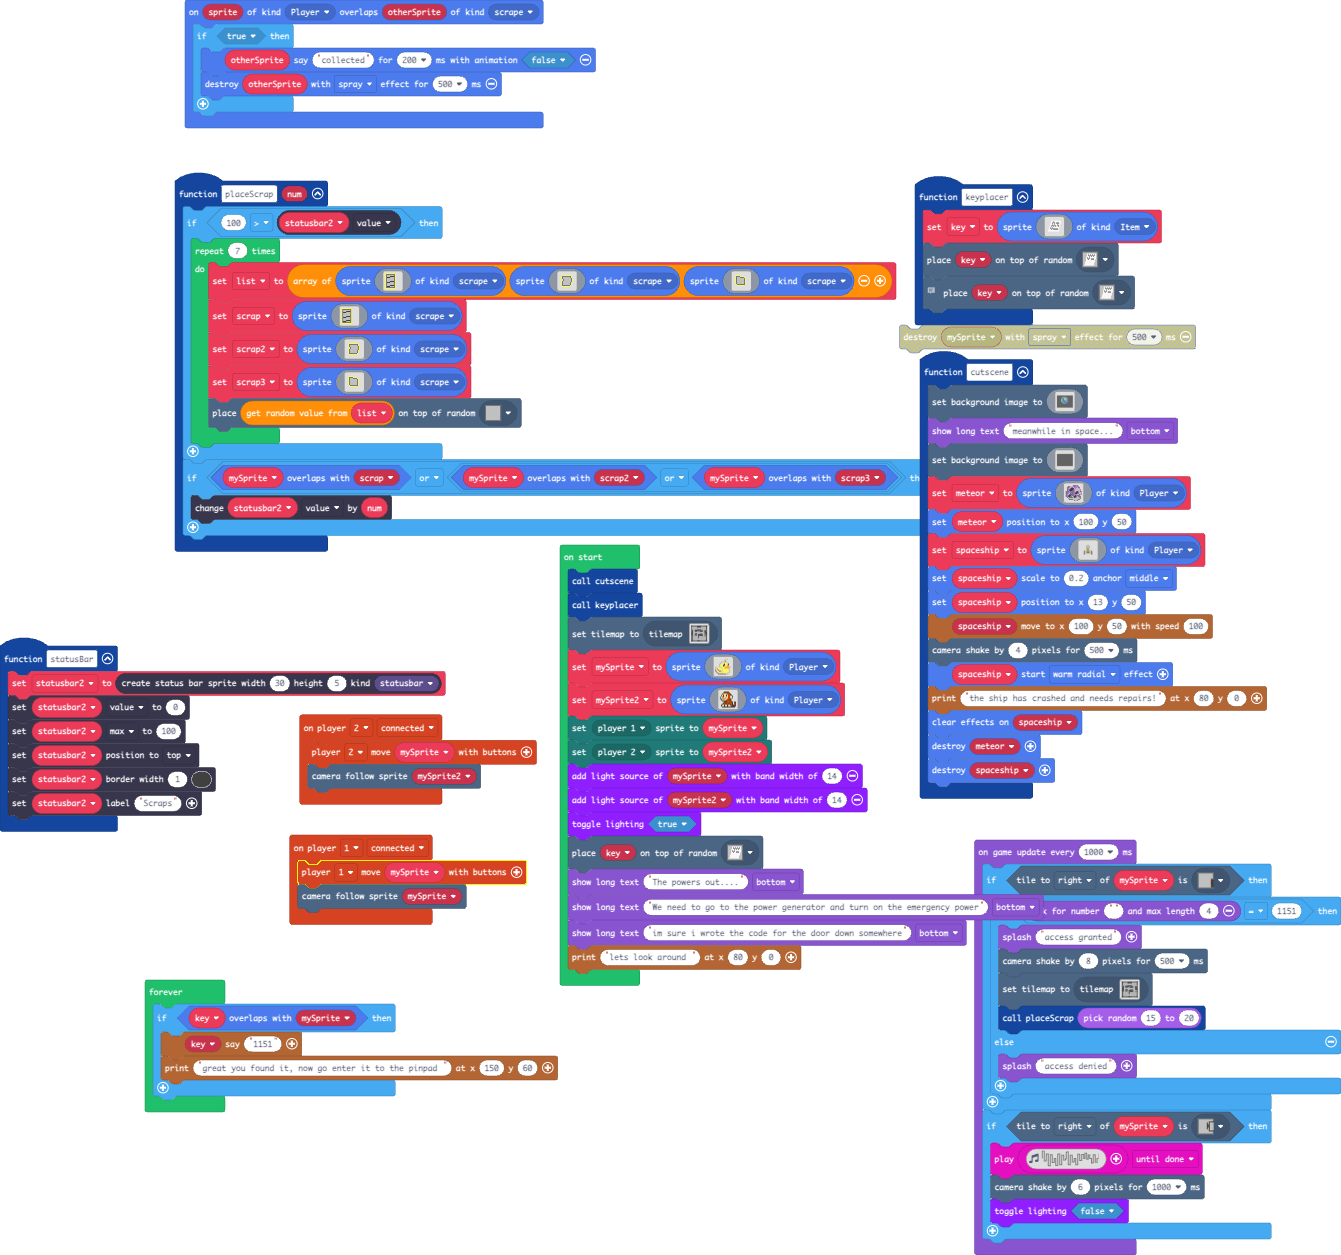 on sprite of kind Player overlaps otherSprite of kind scrape
if true then
otherSprite say "collected" for 200 ms with animation false
destroy otherSprite with spray effect for 500 ms
function placeScrap num
if 100 > statusbar2 value then
repeat 7 times
do
set list to array of sprite of kind scrape sprite of kind scrape sprite of kind scrape
set scrap to sprite of kind scrape
set scrap2 to sprite of kind scrape
set scrap3 to sprite of kind scrape
place get random value from list on top of random
if mySprite overlaps with scrap or mySprite overlaps with scrap2 or mySprite overlaps with scrap3 th
change statusbar2 value by num
function keyplacer
set key to sprite of kind Item
place key on top of random
place key on top of random
destroy mySprite with spray effect for 500 ms
function cutscene
set background image to
show long text "meanwhile in space..." bottom
set background image to
set meteor to sprite of kind Player
set meteor position to x 100 y 50
set spaceship to sprite of kind Player
set spaceship scale to 0.2 anchor middle
set spaceship position to x 13 y 50
spaceship move to x 100 y 50 with speed 100
camera shake by 4 pixels for 500 ms
spaceship start warm radial effect
print "the ship has crashed and needs repairs!" at x 80 y 0
clear effects on spaceship
destroy meteor
destroy spaceship
on start
call cutscene
call keyplacer
set tilemap to tilemap
set mySprite to sprite of kind Player
set mySprite2 to sprite of kind Player
set player 1 sprite to mySprite
set player 2 sprite to mySprite2
add light source of mySprite with band width of 14
add light source of mySprite2 with band width of 14
toggle lighting true
place key on top of random
show long text "The powers out...." bottom
show long text "We need to go to the power generator and turn on the emergency power" bottom
show long text "im sure i wrote the code for the door down somewhere" bottom
print "lets look around " at x 80 y 0
function statusBar
set statusbar2 to create status bar sprite width 30 height 5 kind statusbar
set statusbar2 value to 0
set statusbar2 max to 100
set statusbar2 position to top
set statusbar2 border width 1
set statusbar2 label "Scraps"
on player 2 connected
player 2 move mySprite with buttons
camera follow sprite mySprite2
on player 1 connected
player 1 move mySprite with buttons
camera follow sprite mySprite
forever
if key overlaps with mySprite then
key say "1151"
print "great you found it, now go enter it to the pinpad " at x 150 y 60
on game update every 1000 ms
if tile to right of mySprite is then
k for number "" and max length 4 = 1151 then
splash "access granted"
camera shake by 8 pixels for 500 ms
set tilemap to tilemap
call placeScrap pick random 15 to 20
else
splash "access denied"
if tile to right of mySprite is then
play until done
camera shake by 6 pixels for 1000 ms
toggle lighting false